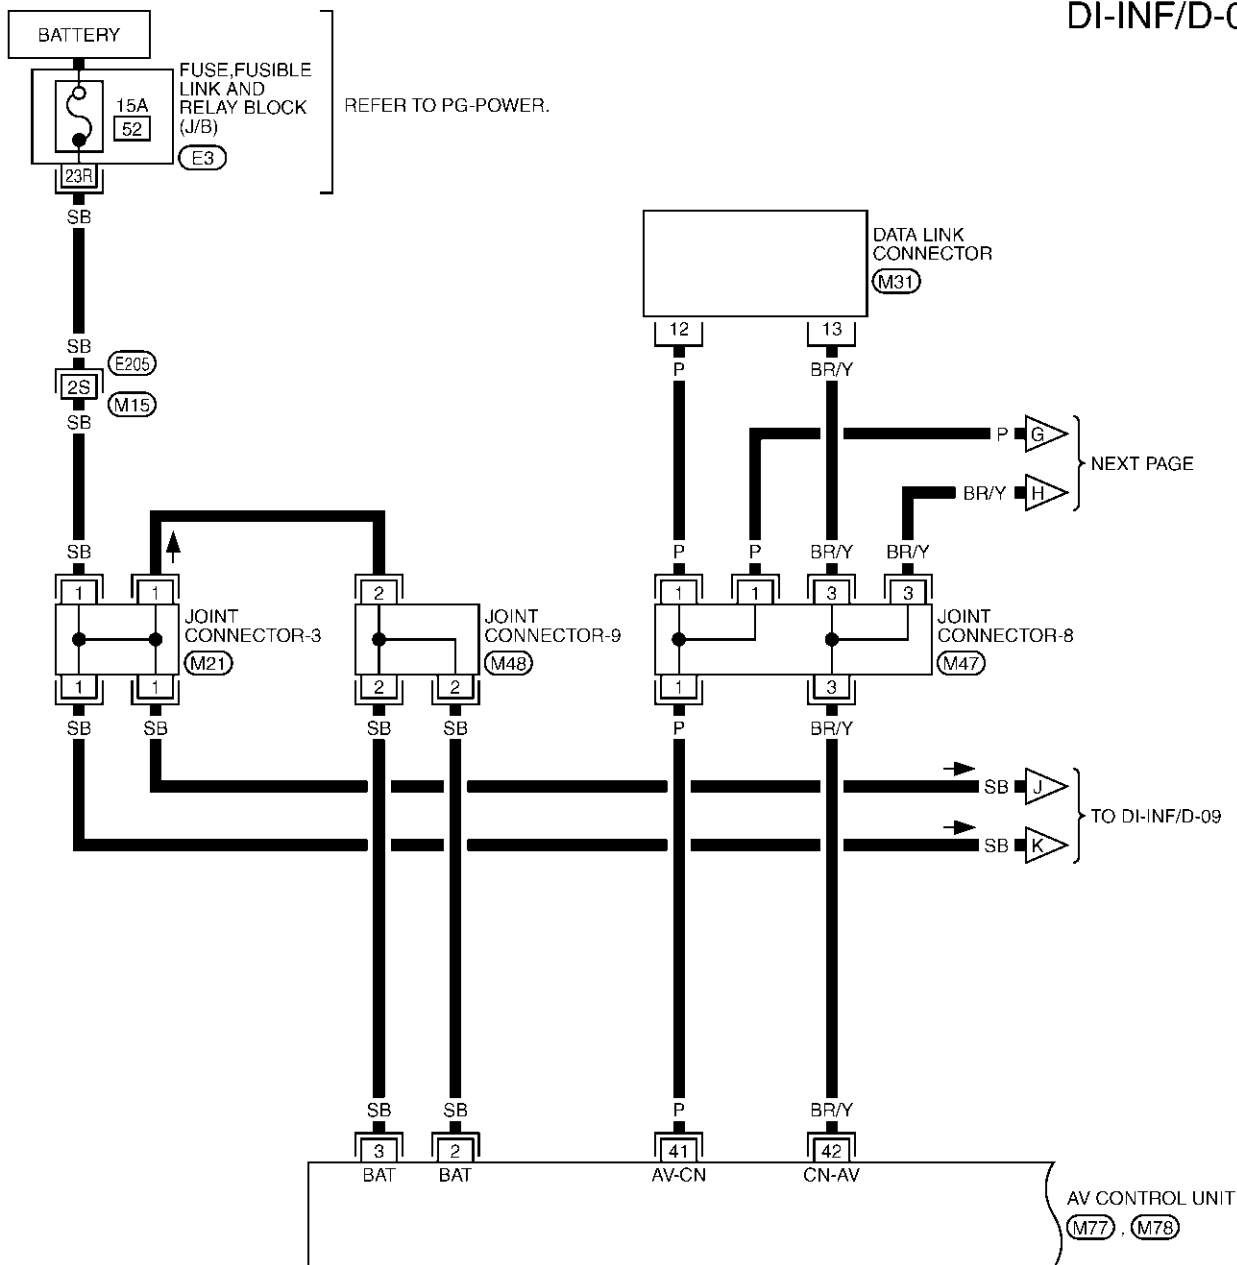 DI-INF/D-0
BATTERY
FUSE,FUSIBLE
LINK AND
RELAY BLOCK
(J/B)
E3
15A
52
REFER TO PG-POWER.
23R
SB
DATA LINK
CONNECTOR
M31
12
13
P
BR/Y
SB
E205
2S
M15
SB
P
G
BR/Y
H
NEXT PAGE
SB
P
P
BR/Y
BR/Y
1
1
2
1
1
3
3
JOINT
CONNECTOR-3
M21
JOINT
CONNECTOR-9
M48
JOINT
CONNECTOR-8
M47
1
1
2
2
1
3
SB
SB
SB
SB
P
BR/Y
SB
J
SB
K
TO DI-INF/D-09
SB
SB
P
BR/Y
3
2
41
42
BAT
BAT
AV-CN
CN-AV
AV CONTROL UNIT
M77 , M78